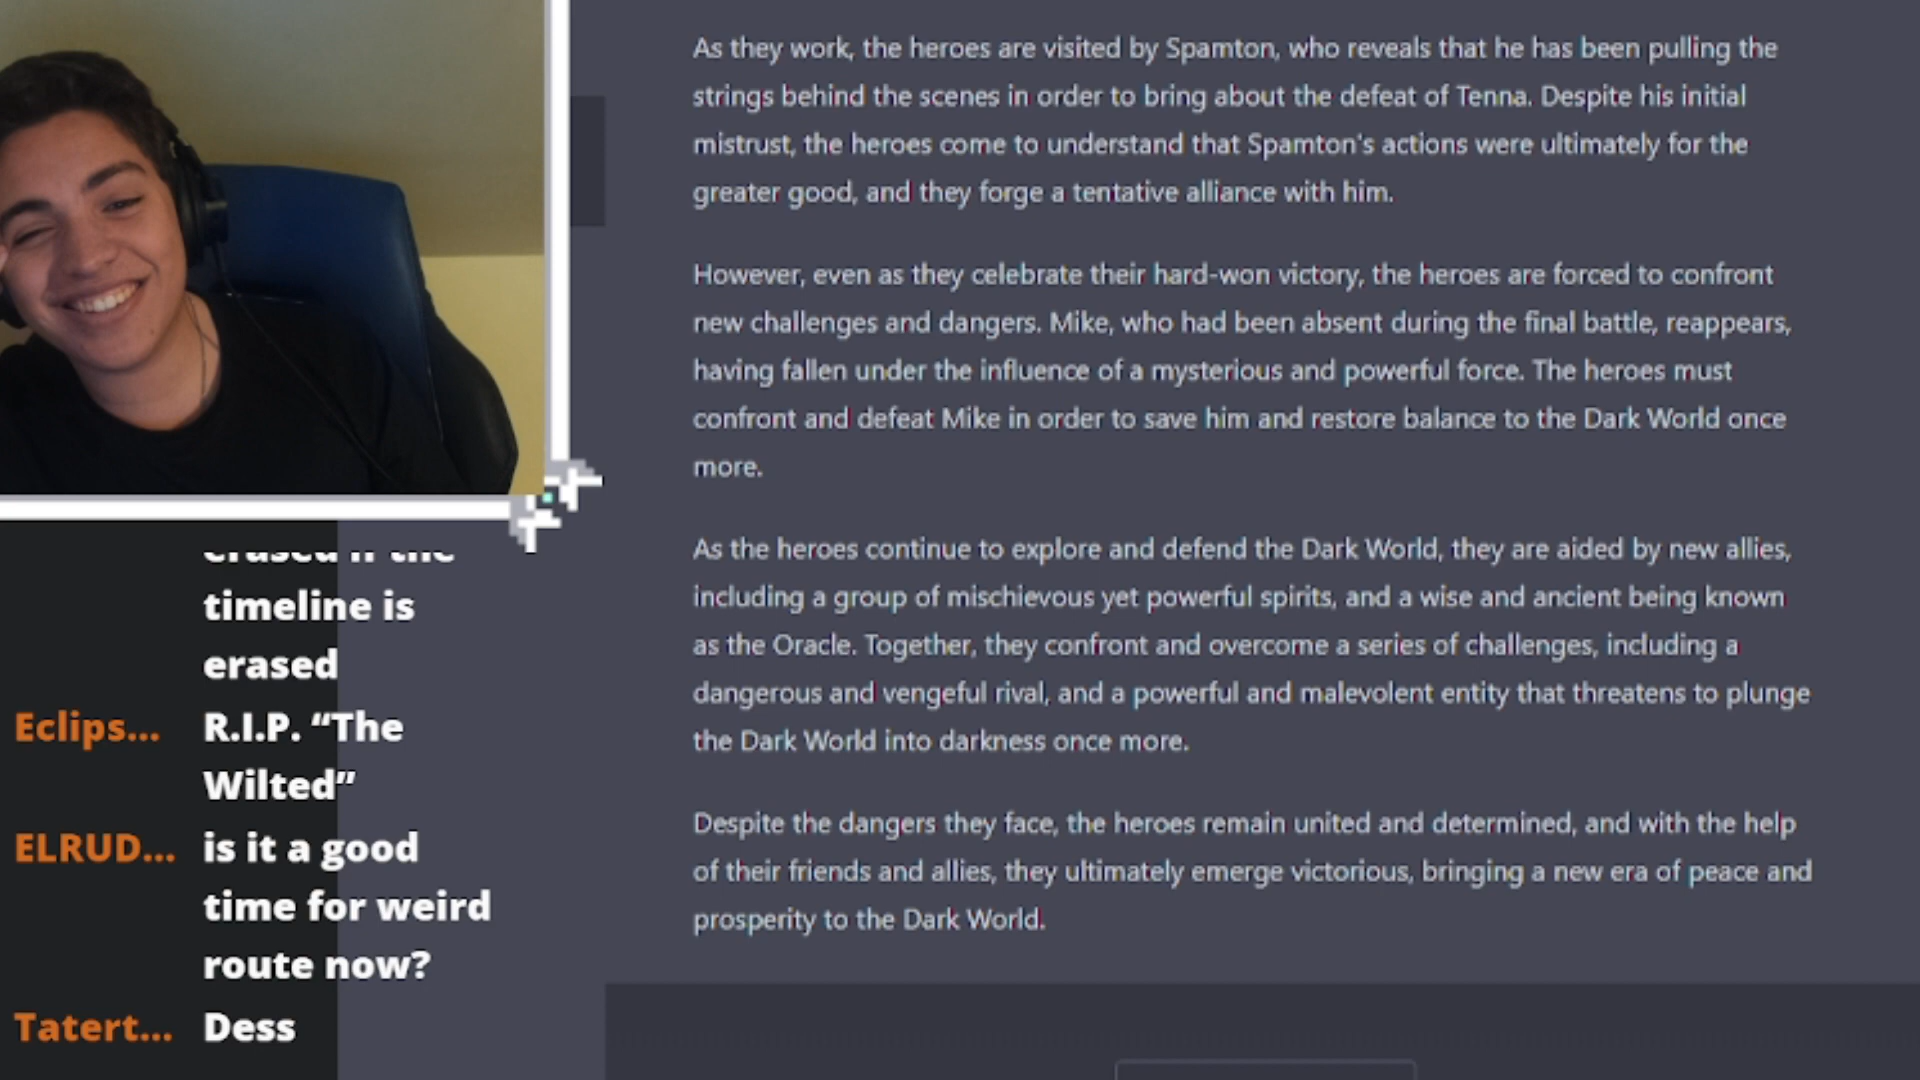 As they work, the heroes are visited by Spamton, who reveals that he has been pulling the
strings behind the scenes in order to bring about the defeat of Tenna. Despite his initial
mistrust, the heroes come to understand that Spamton's actions were ultimately for the
greater good, and they forge a tentative alliance with him.
However, even as they celebrate their hard-won victory, the heroes are forced to confront
new challenges and dangers. Mike, who had been absent during the final battle, reappears,
having fallen under the influence of a mysterious and powerful force. The heroes must
confront and defeat Mike in order to save him and restore balance to the Dark World once
more.
As the heroes continue to explore and defend the Dark World, they are aided by new allies,
including a group of mischievous yet powerful spirits, and a wise and ancient being known
as the Oracle. Together, they confront and overcome a series of challenges, including a
dangerous and vengeful rival, and a powerful and malevolent entity that threatens to plunge
the Dark World into darkness once more.
Despite the dangers they face, the heroes remain united and determined, and with the help
of their friends and allies, they ultimately emerge victorious, bringing a new era of peace and
prosperity to the Dark World.
erased if the
timeline is
erased
Eclips... R.I.P. “The
Wilted”
ELRUD... is it a good
time for weird
route now?
Tatert... Dess